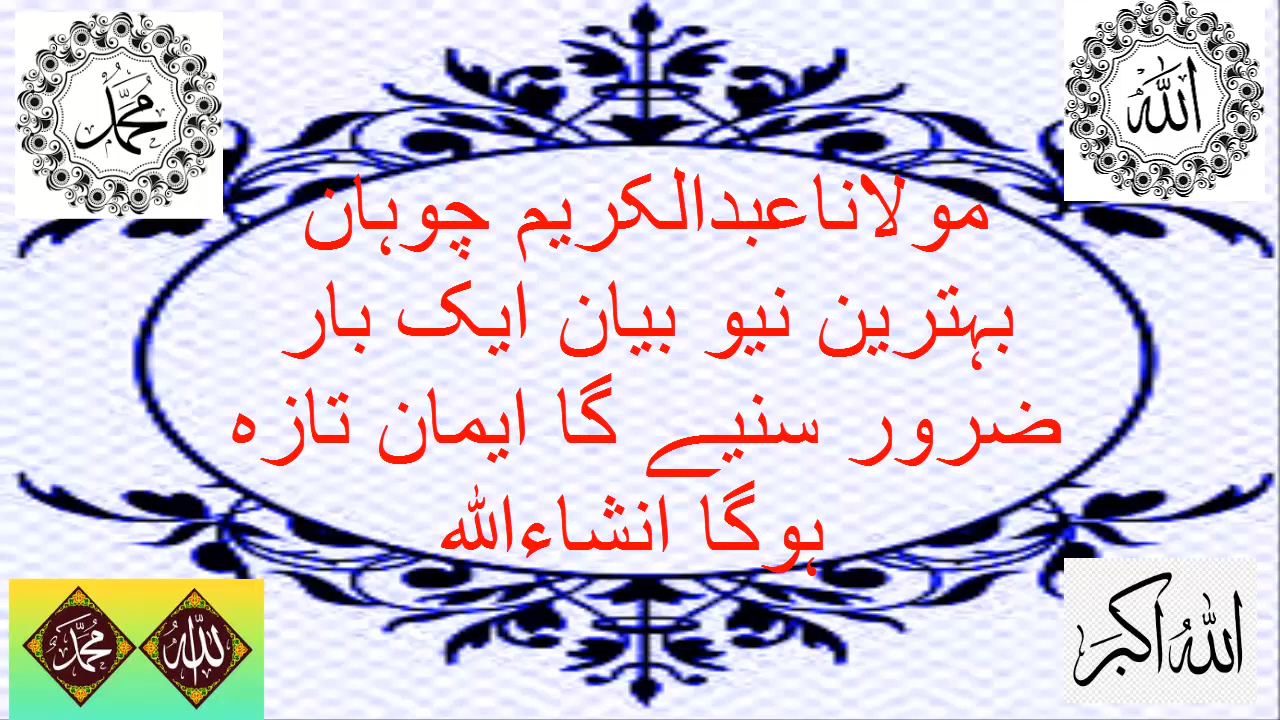 محمد
الله
مولاناعبدالکریم چوہان
بہترین نیو بیان ایک بار
ضرور سنیے گا ایمان تازہ
ہوگا انشاءاللہ
محمد
الله
الله اکبر